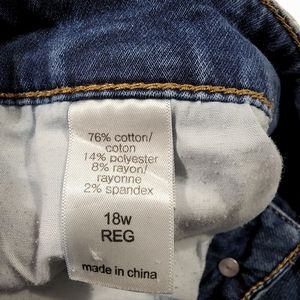 76% cotton/
coton
14% polyester
8% rayon/
rayonne
2% spandex
18w
REG
made in china